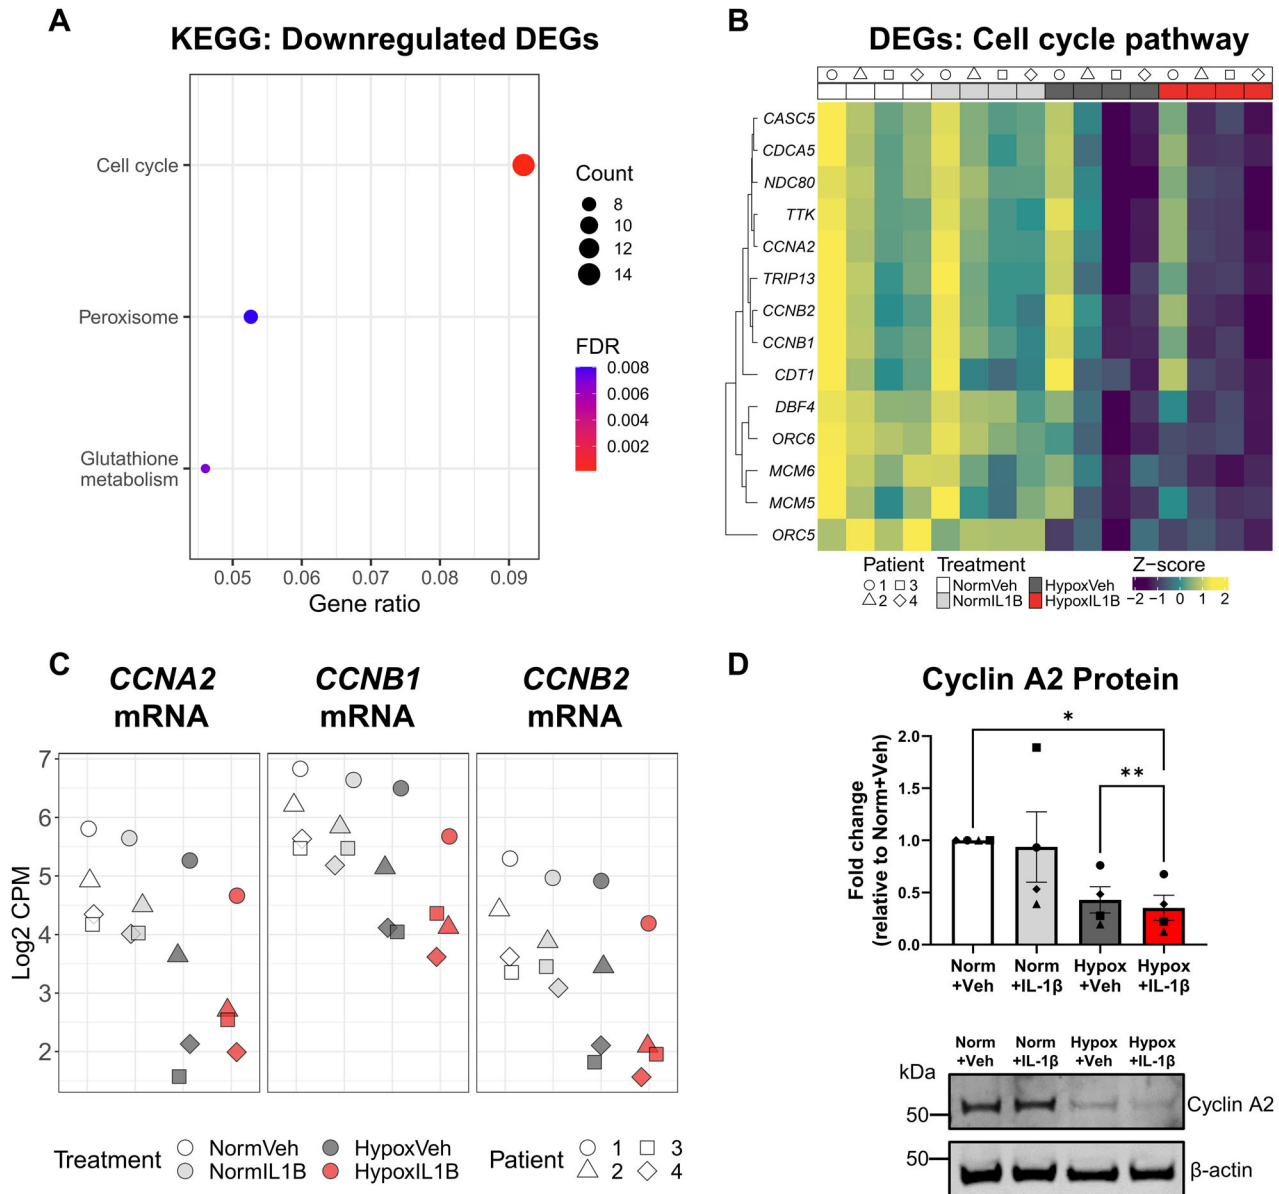 A
KEGG: Downregulated DEGs
Cell cycle
Peroxisome
Glutathione
metabolism
0.05 0.06 0.07 0.08 0.09
Gene ratio
Count
8
10
12
14
FDR
0.008
0.006
0.004
0.002
B
DEGs: Cell cycle pathway
CASC5
CDCA5
NDC80
TTK
CCNA2
TRIP13
CCNB2
CCNB1
CDT1
DBF4
ORC6
MCM6
MCM5
ORC5
Patient Treatment Z−score
1 3 NormVeh HypoxVeh
2 4 NormIL1B HypoxIL1B
−2 −1 0 1 2
C
CCNA2
mRNA
CCNB1
mRNA
CCNB2
mRNA
Log2 CPM
7
6
5
4
3
2
Treatment NormVeh HypoxVeh Patient 1 3
NormIL1B HypoxIL1B 2 4
D
Cyclin A2 Protein
Fold change
(relative to Norm+Veh)
2.0
1.5
1.0
0.5
0.0
*
**
Norm Norm Hypox Hypox
+Veh +IL-1β +Veh +IL-1β
Norm Norm Hypox Hypox
+Veh +IL-1β +Veh +IL-1β
kDa
50 Cyclin A2
50 β-actin